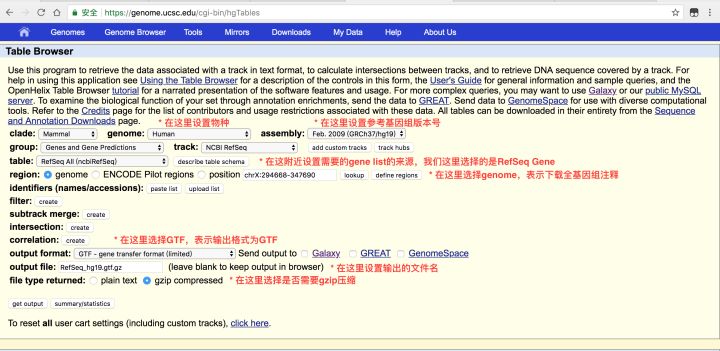 安全 https://genome.ucsc.edu/cgi-bin/hgTables
Genomes Genome Browser Tools Mirrors Downloads My Data Help About Us
Table Browser
Use this program to retrieve the data associated with a track in text format, to calculate intersections between tracks, and to retrieve DNA sequence covered by a track. For
help in using this application see Using the Table Browser for a description of the controls in this form, the User's Guide for general information and sample queries, and the
OpenHelix Table Browser tutorial for a narrated presentation of the software features and usage. For more complex queries, you may want to use Galaxy or our public MySQL
server. To examine the biological function of your set through annotation enrichments, send the data to GREAT. Send data to GenomeSpace for use with diverse computational
tools. Refer to the Credits page for the list of contributors and usage restrictions associated with these data. All tables can be downloaded in their entirety from the Sequence
and Annotation Downloads page. * 在这里设置物种 * 在这里设置参考基因组版本号
clade: Mammal genome: Human assembly: Feb. 2009 (GRCh37/hg19)
group: Genes and Gene Predictions track: NCBI RefSeq add custom tracks track hubs
table: RefSeq All (ncbiRefSeq) describe table schema * 在这附近设置需要的gene list的来源，我们这里选择的是RefSeq Gene
region: genome ENCODE Pilot regions position chrX:294668-347690 lookup define regions * 在这里选择genome，表示下载全基因组注释
identifiers (names/accessions): paste list upload list
filter: create
subtrack merge: create
intersection: create
correlation: create * 在这里选择GTF，表示输出格式为GTF
output format: GTF - gene transfer format (limited) Send output to Galaxy GREAT GenomeSpace
output file: RefSeq_hg19.gtf.gz (leave blank to keep output in browser) * 在这里设置输出的文件名
file type returned: plain text gzip compressed * 在这里选择是否需要gzip压缩
get output summary/statistics
To reset all user cart settings (including custom tracks), click here.